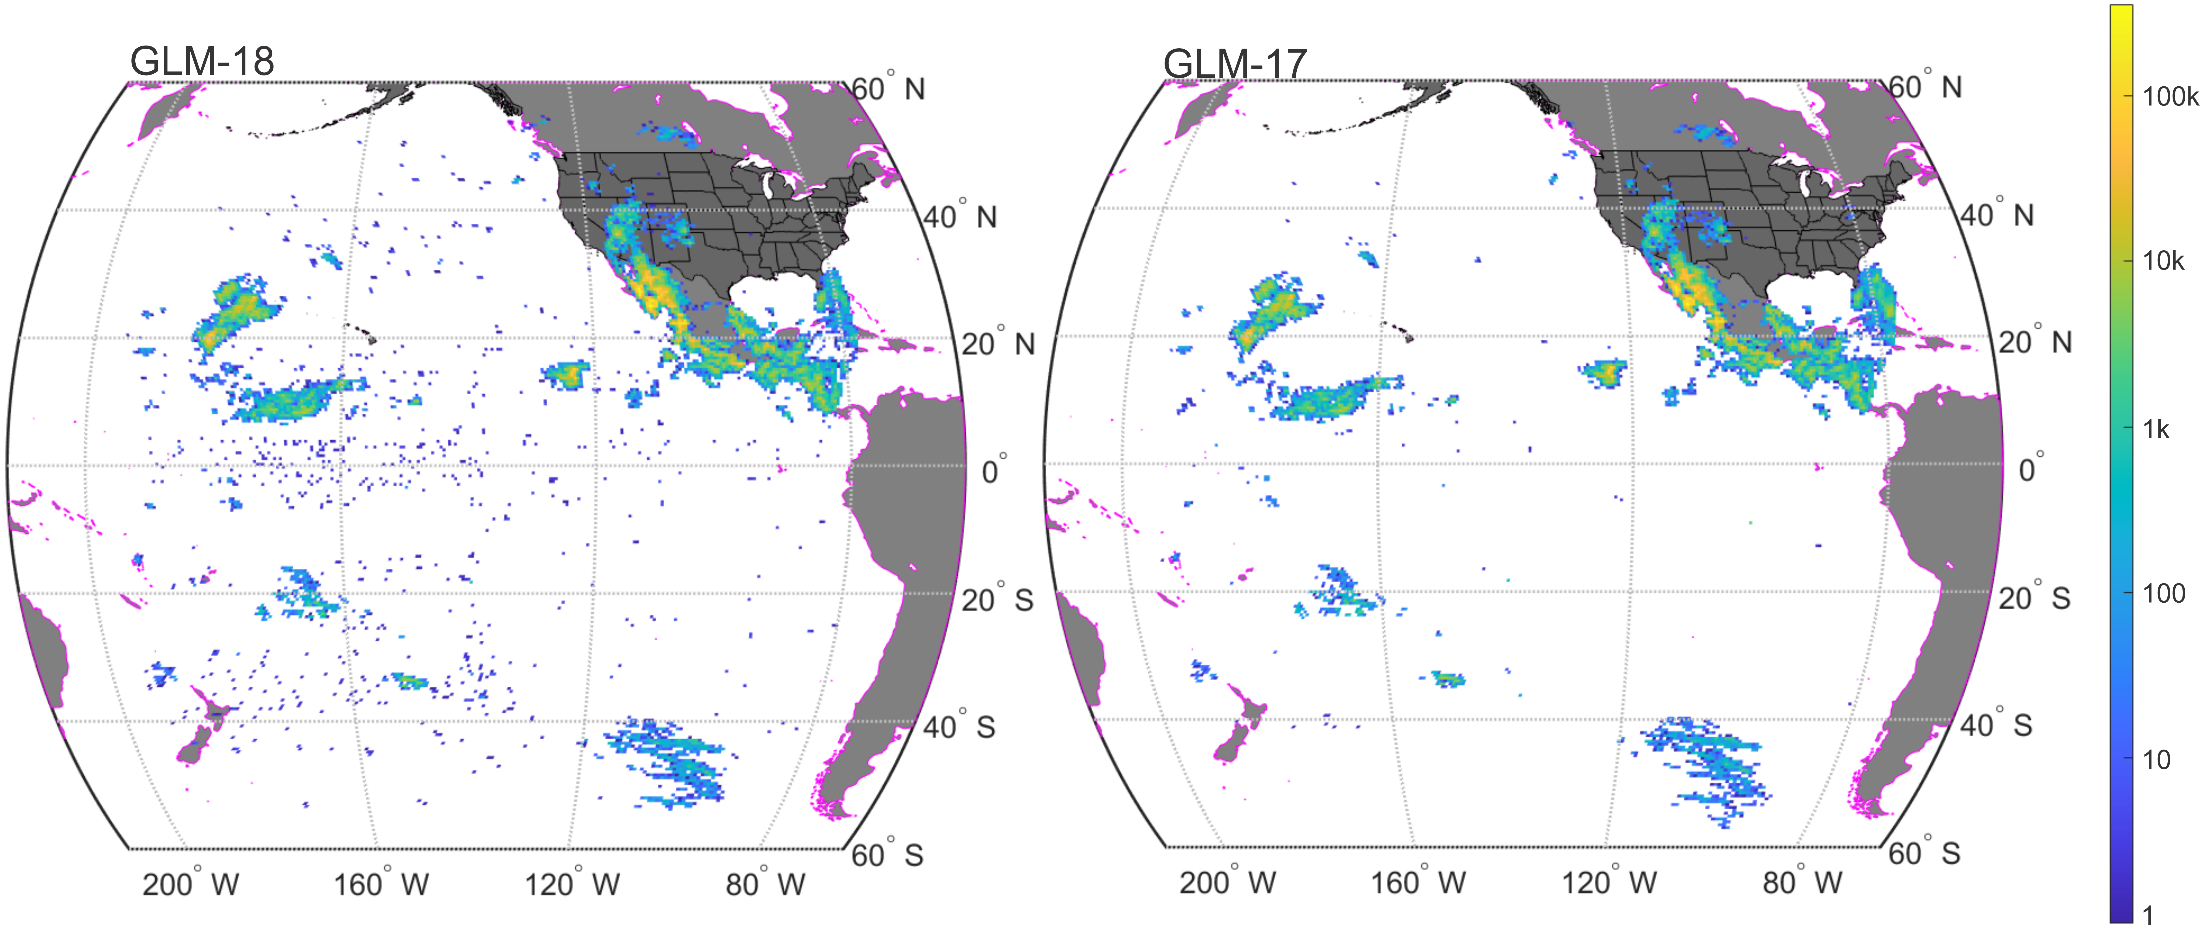 GLM-18
GLM-17
60° N
40° N
20° N
0°
20° S
40° S
60° S
200° W
160° W
120° W
80° W
60° N
40° N
20° N
0°
20° S
40° S
60° S
200° W
160° W
120° W
80° W
100k
10k
1k
100
10
1